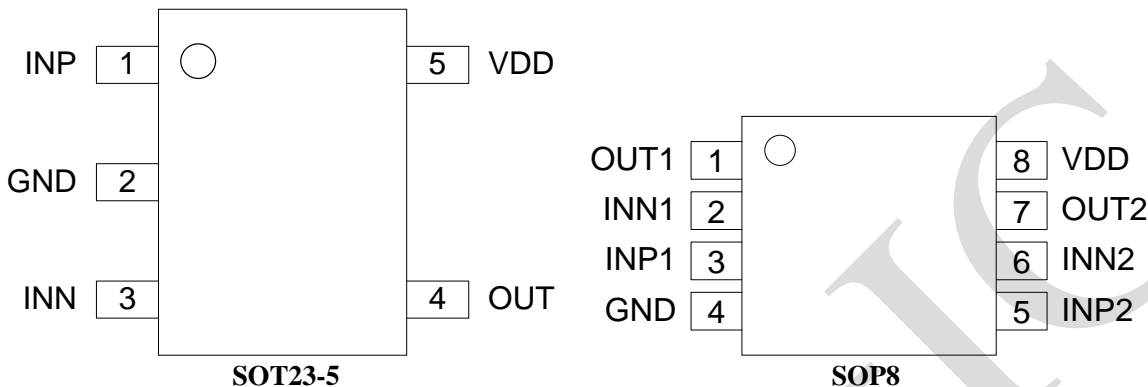 INP 1 5 VDD
GND 2
INN 3 4 OUT
SOT23-5
OUT1 1 8 VDD
INN1 2 7 OUT2
INP1 3 6 INN2
GND 4 5 INP2
SOP8